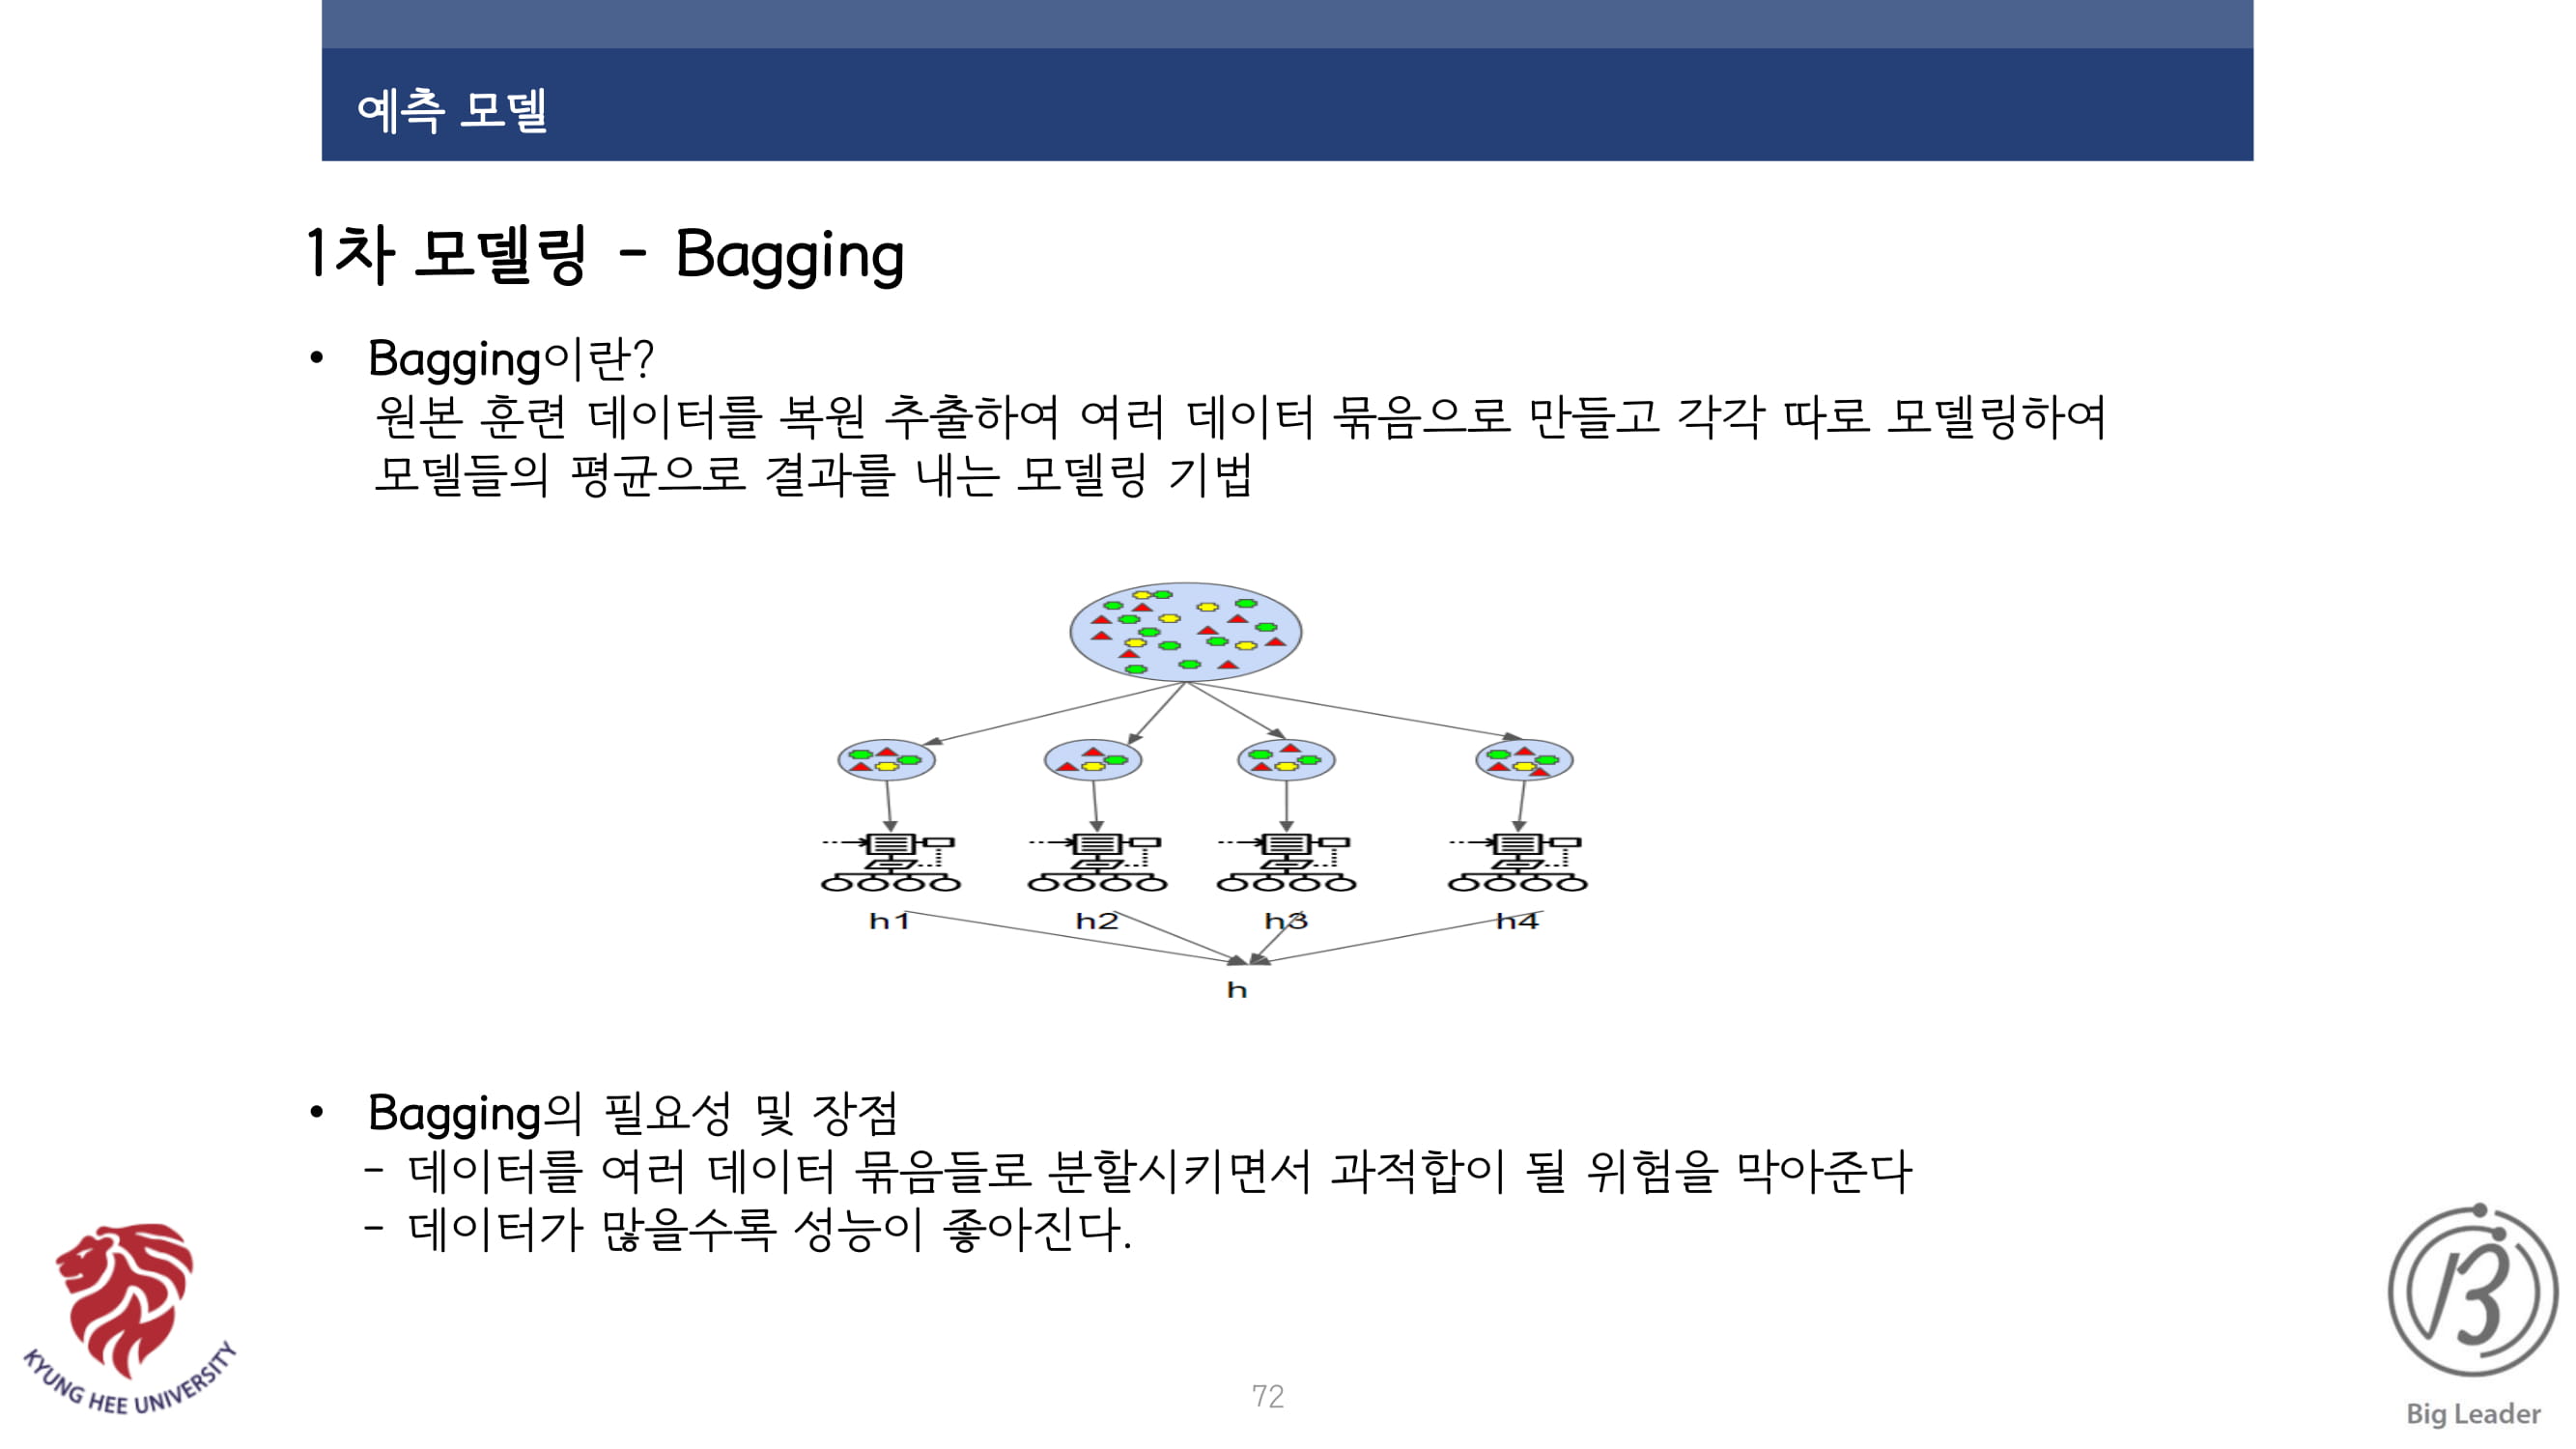 예측 모델
1차 모델링 - Bagging
• Bagging이란?
원본 훈련 데이터를 복원 추출하여 여러 데이터 묶음으로 만들고 각각 따로 모델링하여
모델들의 평균으로 결과를 내는 모델링 기법
h1 h2 h3 h4
h
• Bagging의 필요성 및 장점
- 데이터를 여러 데이터 묶음들로 분할시키면서 과적합이 될 위험을 막아준다
- 데이터가 많을수록 성능이 좋아진다.
KYUNG HEE UNIVERSITY
72
Big Leader